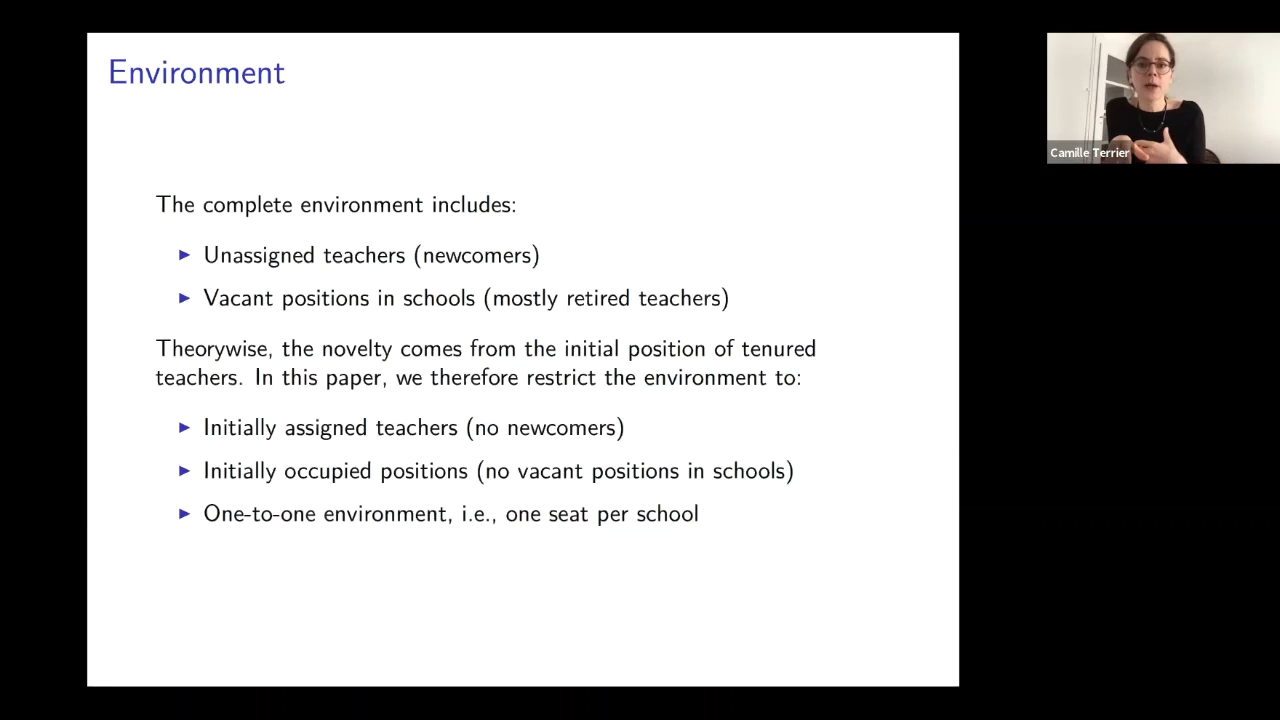 Environment
The complete environment includes:
▶ Unassigned teachers (newcomers)
▶ Vacant positions in schools (mostly retired teachers)
Theorywise, the novelty comes from the initial position of tenured
teachers. In this paper, we therefore restrict the environment to:
▶ Initially assigned teachers (no newcomers)
▶ Initially occupied positions (no vacant positions in schools)
▶ One-to-one environment, i.e., one seat per school
Camille Terrier